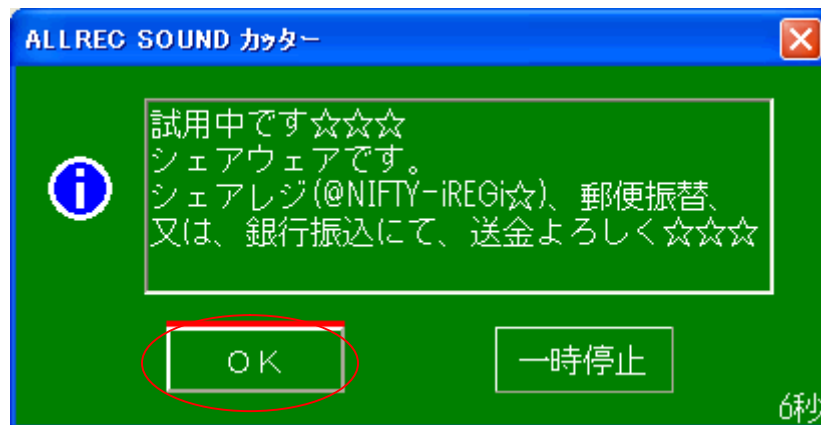 ALLREC SOUND カッター
試用中です☆☆☆
シェアウェアです。
シェアレジ(@NIFTY-iREGi☆)、郵便振替、
又は、銀行振込にて、送金よろしく☆☆☆
OK
一時停止
6秒